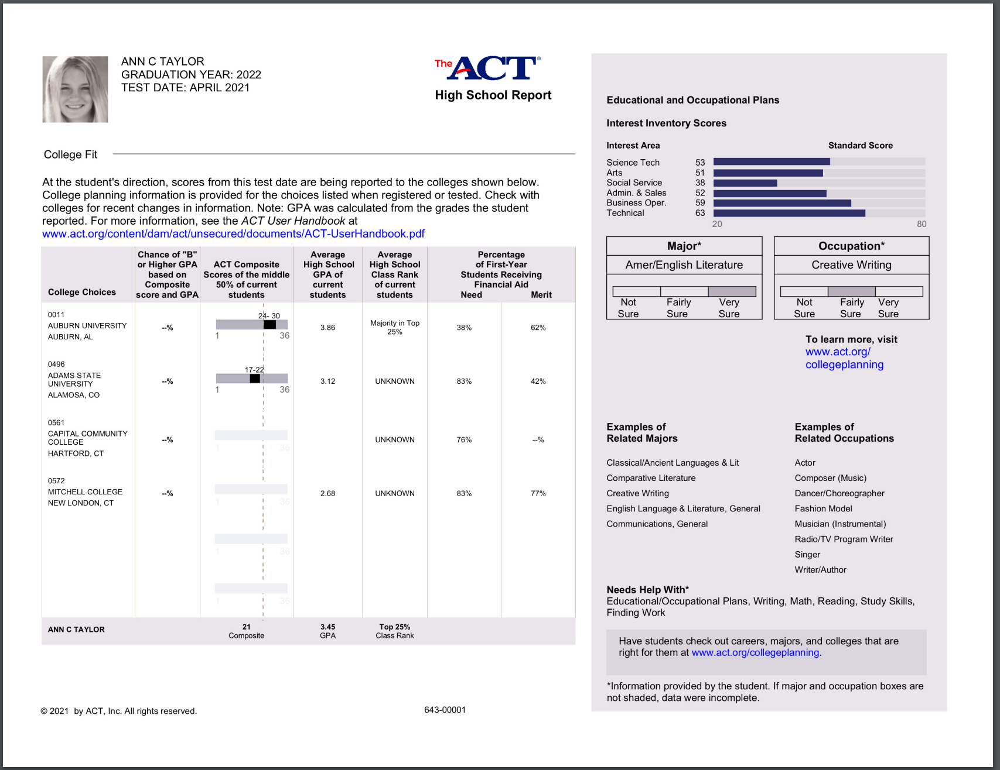 ANN C TAYLOR
GRADUATION YEAR: 2022
TEST DATE: APRIL 2021
The ACT®
High School Report
College Fit
At the student's direction, scores from this test date are being reported to the colleges shown below.
College planning information is provided for the choices listed when registered or tested. Check with
colleges for recent changes in information. Note: GPA was calculated from the grades the student
reported. For more information, see the ACT User Handbook at
www.act.org/content/dam/act/unsecured/documents/ACT-UserHandbook.pdf
College Choices
Chance of "B"
or Higher GPA
based on
Composite
score and GPA
ACT Composite
Scores of the middle
50% of current
students
Average
High School
GPA of
current
students
Average
High School
Class Rank
of current
students
Percentage
of First-Year
Students Receiving
Financial Aid
Need Merit
0011
AUBURN UNIVERSITY
AUBURN, AL
--%
24- 30
1 36
3.86
Majority in Top
25%
38%
62%
0496
ADAMS STATE
UNIVERSITY
ALAMOSA, CO
--%
17-22
1 36
3.12
UNKNOWN
83%
42%
0561
CAPITAL COMMUNITY
COLLEGE
HARTFORD, CT
--%
1 36
UNKNOWN
76%
--%
0572
MITCHELL COLLEGE
NEW LONDON, CT
--%
1 36
2.68
UNKNOWN
83%
77%
1 36
1 36
ANN C TAYLOR
21
Composite
3.45
GPA
Top 25%
Class Rank
© 2021 by ACT, Inc. All rights reserved.
643-00001
Educational and Occupational Plans
Interest Inventory Scores
Interest Area Standard Score
Science Tech 53
Arts 51
Social Service 38
Admin. & Sales 52
Business Oper. 59
Technical 63
20 80
Major*
Amer/English Literature
Not Fairly Very
Sure Sure Sure
Occupation*
Creative Writing
Not Fairly Very
Sure Sure Sure
To learn more, visit
www.act.org/
collegeplanning
Examples of
Related Majors
Classical/Ancient Languages & Lit
Comparative Literature
Creative Writing
English Language & Literature, General
Communications, General
Examples of
Related Occupations
Actor
Composer (Music)
Dancer/Choreographer
Fashion Model
Musician (Instrumental)
Radio/TV Program Writer
Singer
Writer/Author
Needs Help With*
Educational/Occupational Plans, Writing, Math, Reading, Study Skills,
Finding Work
Have students check out careers, majors, and colleges that are
right for them at www.act.org/collegeplanning.
*Information provided by the student. If major and occupation boxes are
not shaded, data were incomplete.